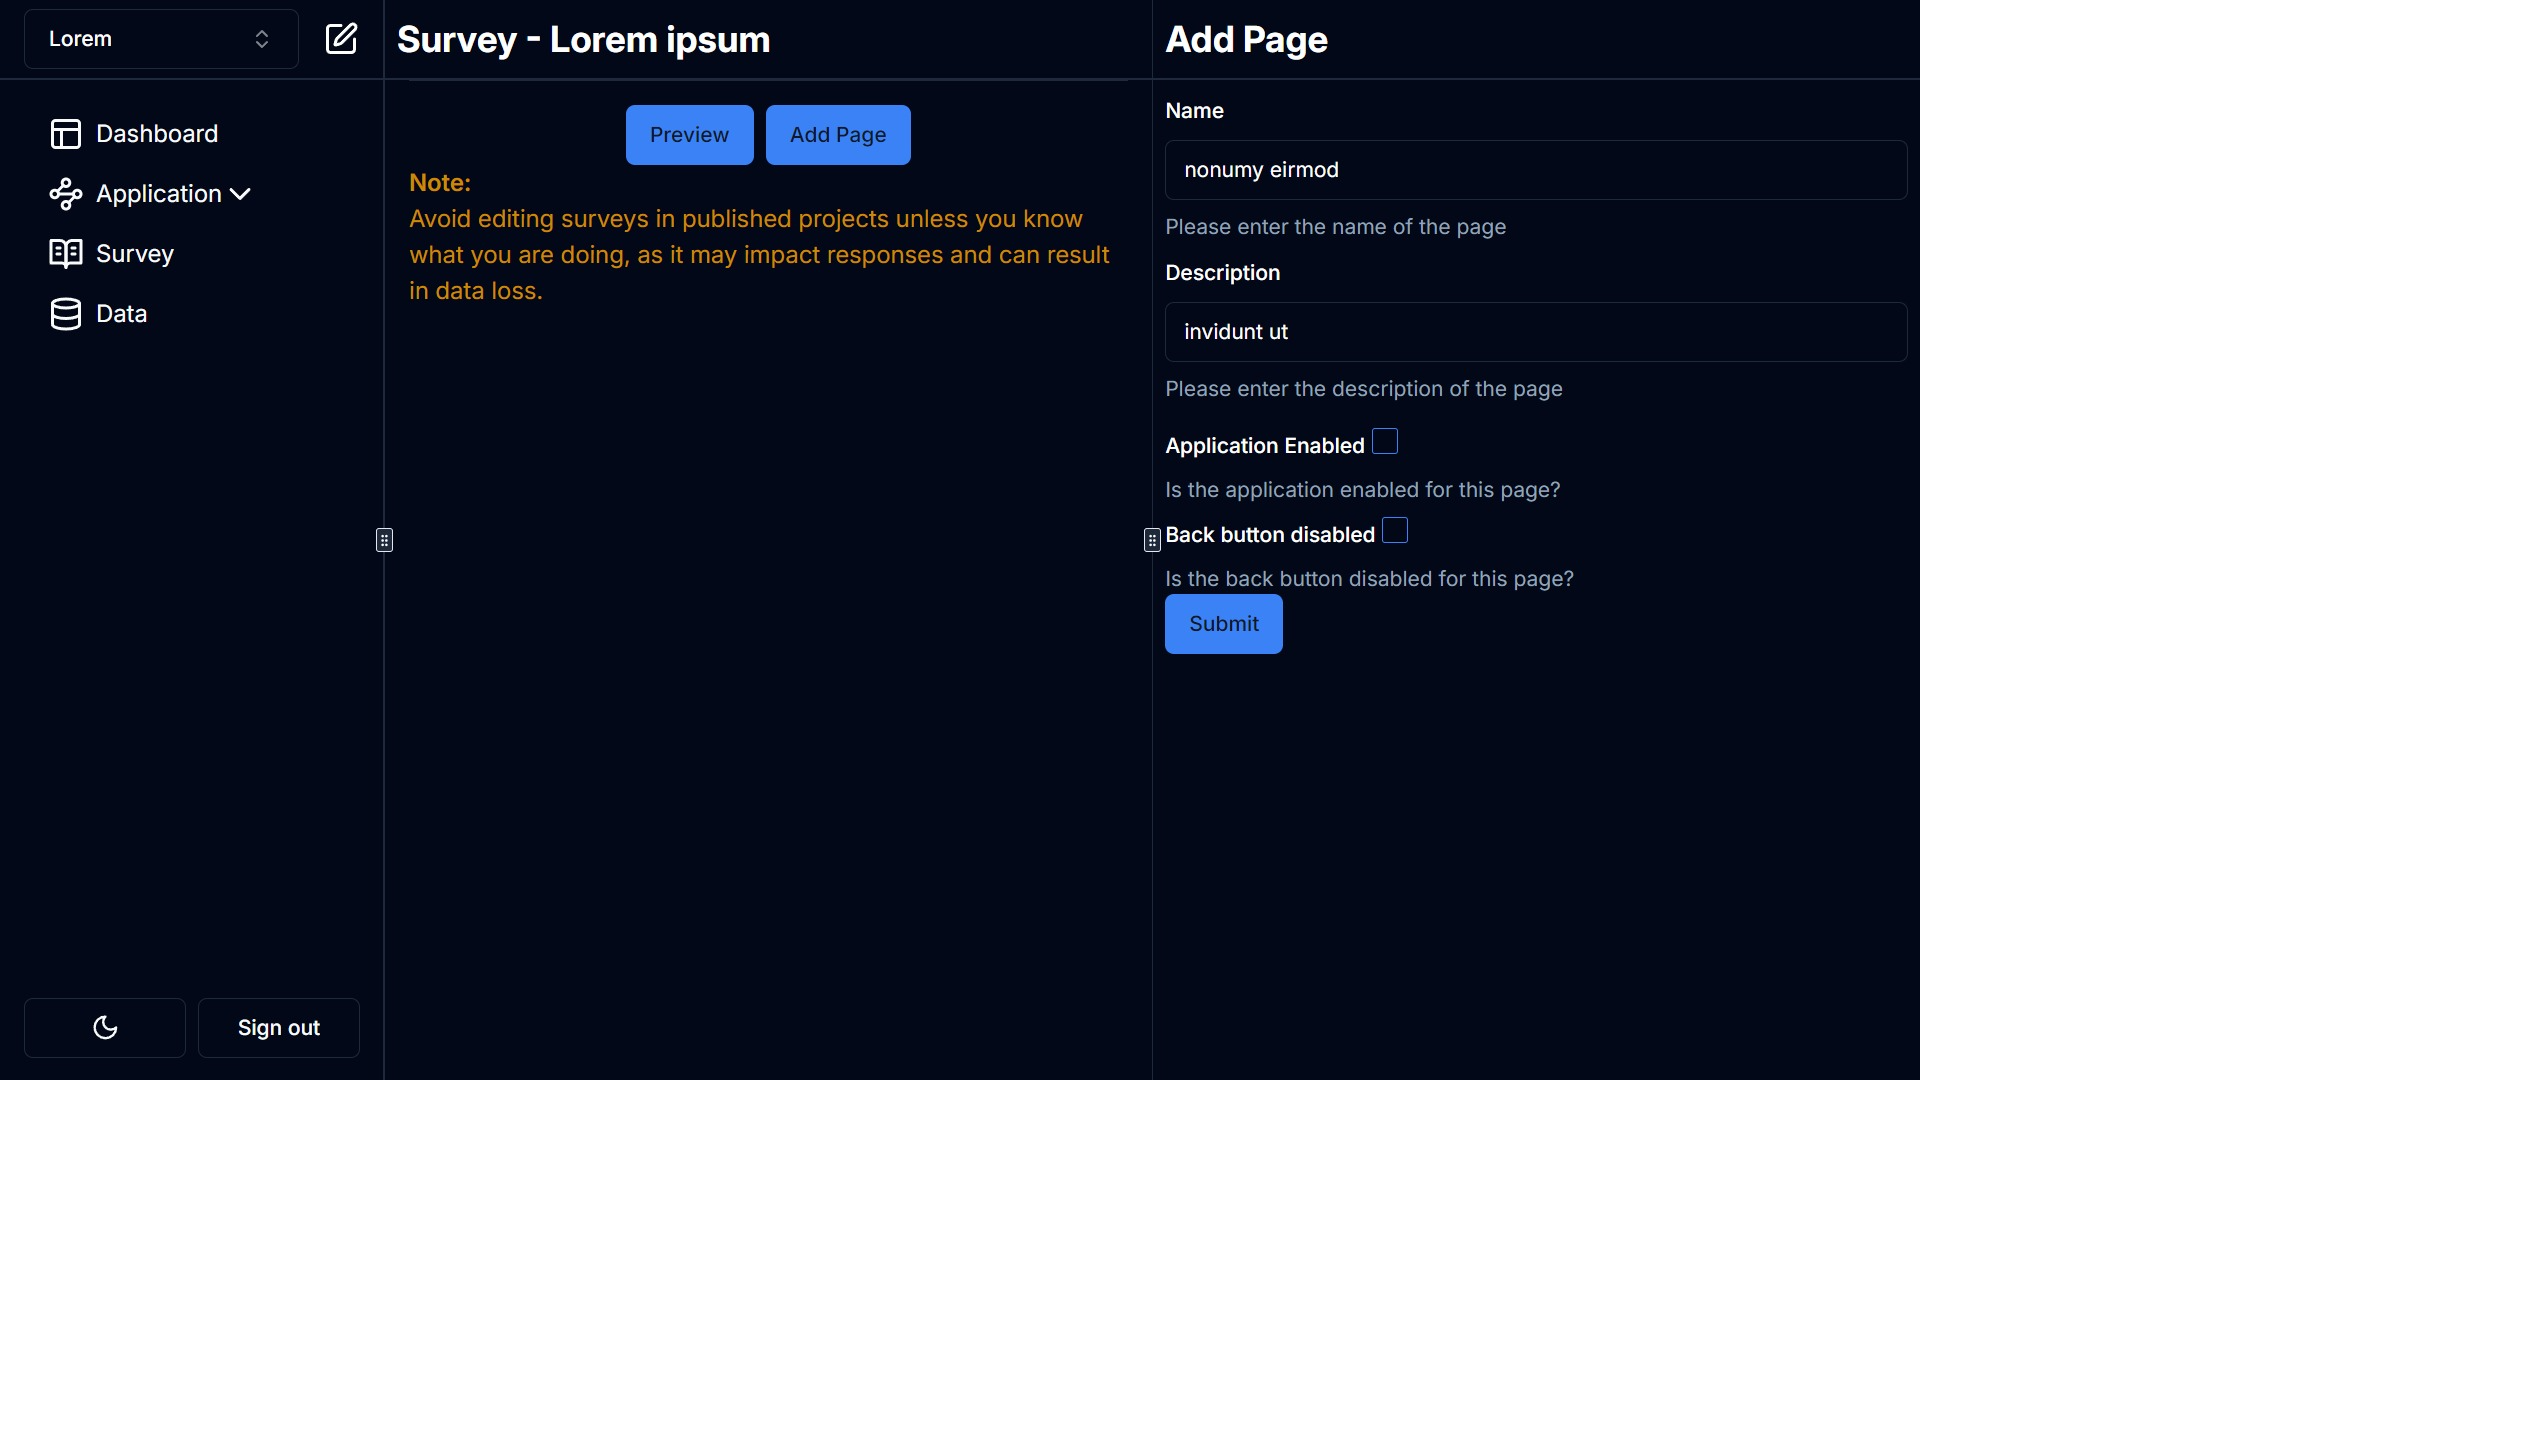 Lorem
Dashboard
Application
Survey
Data
Sign out
Survey - Lorem ipsum
Preview
Add Page
Note:
Avoid editing surveys in published projects unless you know
what you are doing, as it may impact responses and can result
in data loss.
Add Page
Name
nonumy eirmod
Please enter the name of the page
Description
invidunt ut
Please enter the description of the page
Application Enabled
Is the application enabled for this page?
Back button disabled
Is the back button disabled for this page?
Submit